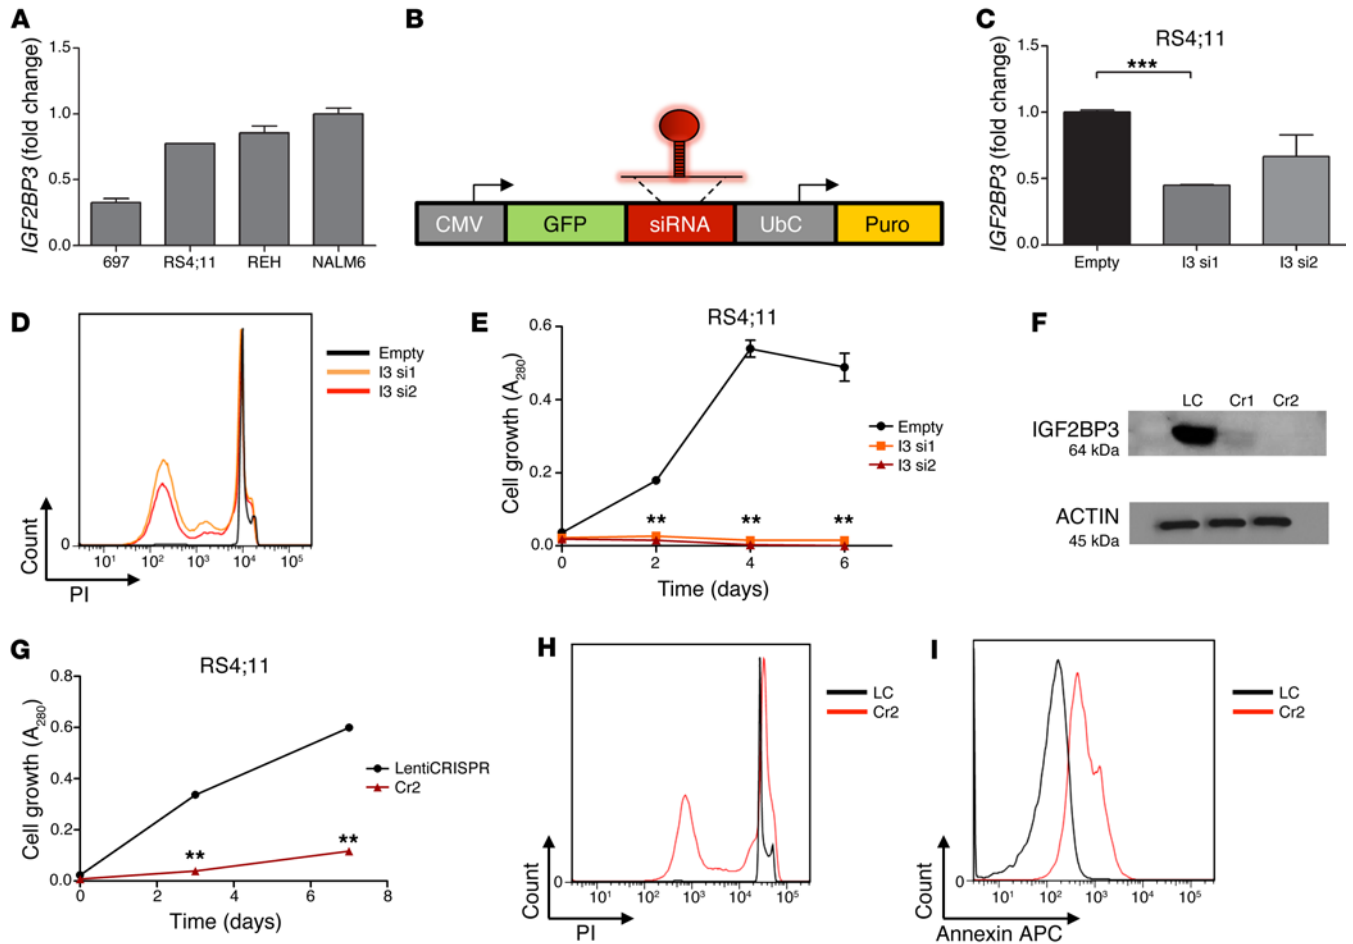 A
IGF2BP3 (fold change)
1.5
1.0
0.5
0.0
697 RS4;11 REH NALM6
B
CMV GFP siRNA UbC Puro
C
RS4;11
IGF2BP3 (fold change)
1.5
1.0
0.5
0.0
***
Empty I3 si1 I3 si2
D
Count
0
10¹ 10² 10³ 10⁴ 10⁵
PI
Empty
I3 si1
I3 si2
E
RS4;11
Cell growth (A₂₈₀)
0.6
0.4
0.2
0.0
** ** **
0 2 4 6
Time (days)
Empty
I3 si1
I3 si2
F
LC Cr1 Cr2
IGF2BP3
64 kDa
ACTIN
45 kDa
G
RS4;11
Cell growth (A₂₈₀)
0.8
0.6
0.4
0.2
0.0
** **
0 2 4 6 8
Time (days)
LentiCRISPR
Cr2
H
Count
0
10¹ 10² 10³ 10⁴ 10⁵
PI
LC
Cr2
I
Count
0
10¹ 10² 10³ 10⁴ 10⁵
Annexin APC
LC
Cr2